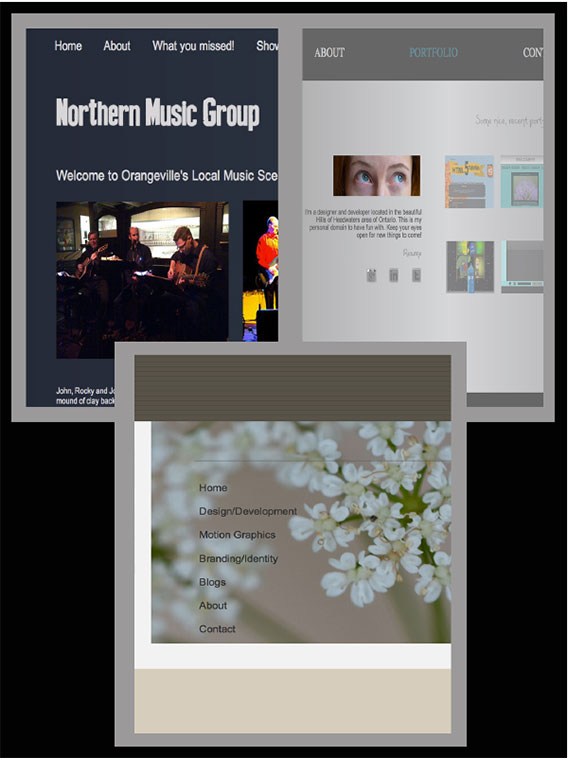 Home About What you missed! Show
Northern Music Group
Welcome to Orangeville's Local Music Sce
John, Rocky and Jo
mound of clay back
ABOUT PORTFOLIO CON
Some nice, recent port
I'm a designer and developer located in the beautiful
Hills of Headwaters area of Ontario. This is my
personal domain to have fun with. Keep your eyes
open for new things to come!
Home
Design/Development
Motion Graphics
Branding/Identity
Blogs
About
Contact